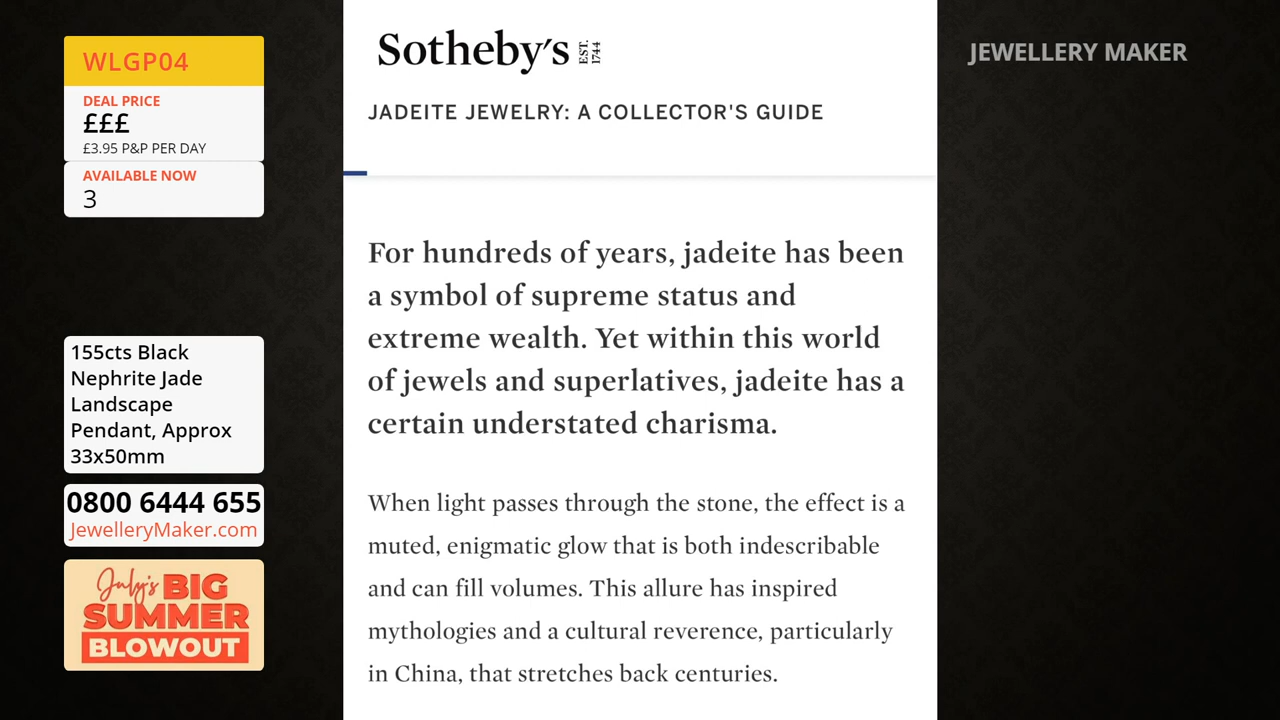 WLGP04
DEAL PRICE
£££
£3.95 P&P PER DAY
AVAILABLE NOW
3
155cts Black
Nephrite Jade
Landscape
Pendant, Approx
33x50mm
0800 6444 655
JewelleryMaker.com
July's BIG
SUMMER
BLOWOUT
Sotheby's EST. 1744
JADEITE JEWELRY: A COLLECTOR'S GUIDE
For hundreds of years, jadeite has been
a symbol of supreme status and
extreme wealth. Yet within this world
of jewels and superlatives, jadeite has a
certain understated charisma.
When light passes through the stone, the effect is a
muted, enigmatic glow that is both indescribable
and can fill volumes. This allure has inspired
mythologies and a cultural reverence, particularly
in China, that stretches back centuries.
JEWELLERY MAKER